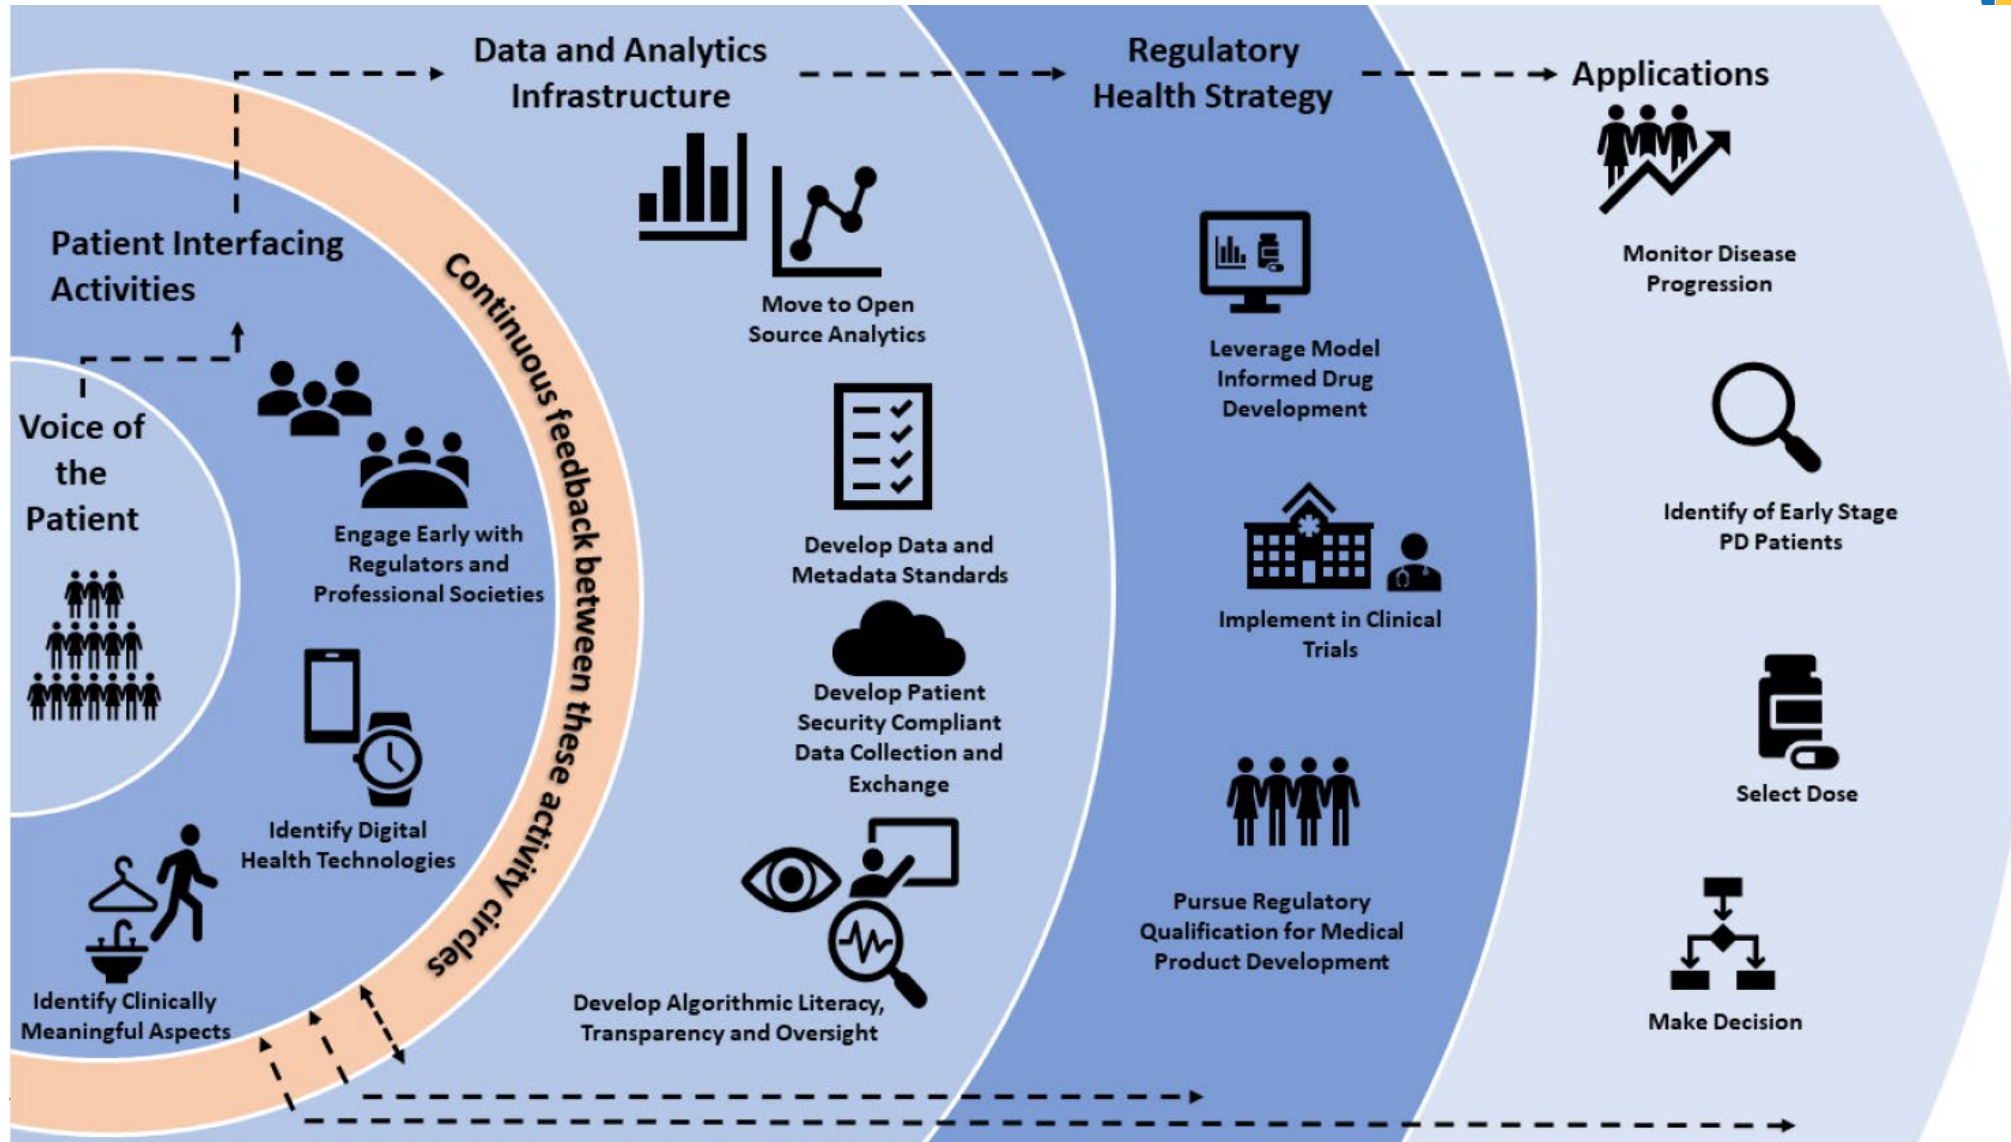 Data and Analytics
Infrastructure
Regulatory
Health Strategy
Applications
Patient Interfacing
Activities
Voice of
the
Patient
Engage Early with
Regulators and
Professional Societies
Identify Digital
Health Technologies
Identify Clinically
Meaningful Aspects
Continuous feedback between these activity circles
Move to Open
Source Analytics
Develop Data and
Metadata Standards
Develop Patient
Security Compliant
Data Collection and
Exchange
Develop Algorithmic Literacy,
Transparency and Oversight
Leverage Model
Informed Drug
Development
Implement in Clinical
Trials
Pursue Regulatory
Qualification for Medical
Product Development
Monitor Disease
Progression
Identify of Early Stage
PD Patients
Select Dose
Make Decision